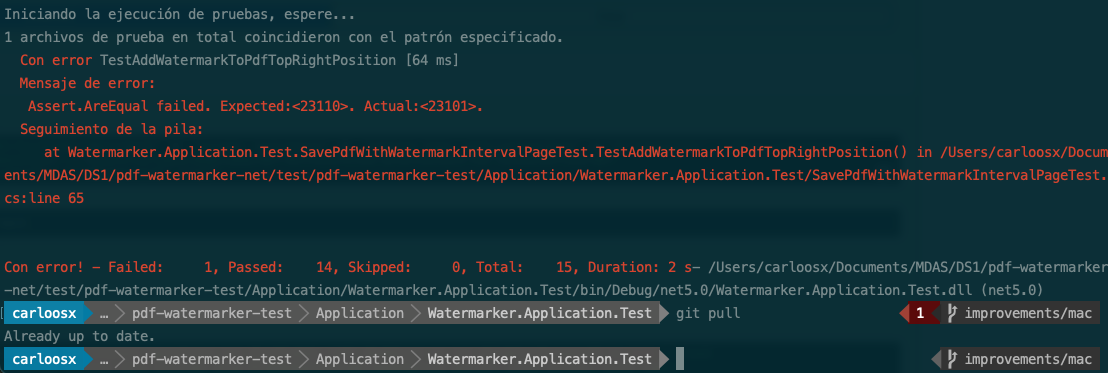 Iniciando la ejecución de pruebas, espere...
1 archivos de prueba en total coincidieron con el patrón especificado.
Con error TestAddWatermarkToPdfTopRightPosition [64 ms]
Mensaje de error:
Assert.AreEqual failed. Expected:<23110>. Actual:<23101>.
Seguimiento de la pila:
at Watermarker.Application.Test.SavePdfWithWatermarkIntervalPageTest.TestAddWatermarkToPdfTopRightPosition() in /Users/carloosx/Docum
ents/MDAS/DS1/pdf-watermarker-net/test/pdf-watermarker-test/Application/Watermarker.Application.Test/SavePdfWithWatermarkIntervalPageTest.
cs:line 65
Con error! - Failed:     1, Passed:    14, Skipped:     0, Total:    15, Duration: 2 s- /Users/carloosx/Documents/MDAS/DS1/pdf-watermarker
-net/test/pdf-watermarker-test/Application/Watermarker.Application.Test/bin/Debug/net5.0/Watermarker.Application.Test.dll (net5.0)
[ carloosx … pdf-watermarker-test Application Watermarker.Application.Test git pull 1 improvements/mac
Already up to date.
carloosx … pdf-watermarker-test Application Watermarker.Application.Test improvements/mac